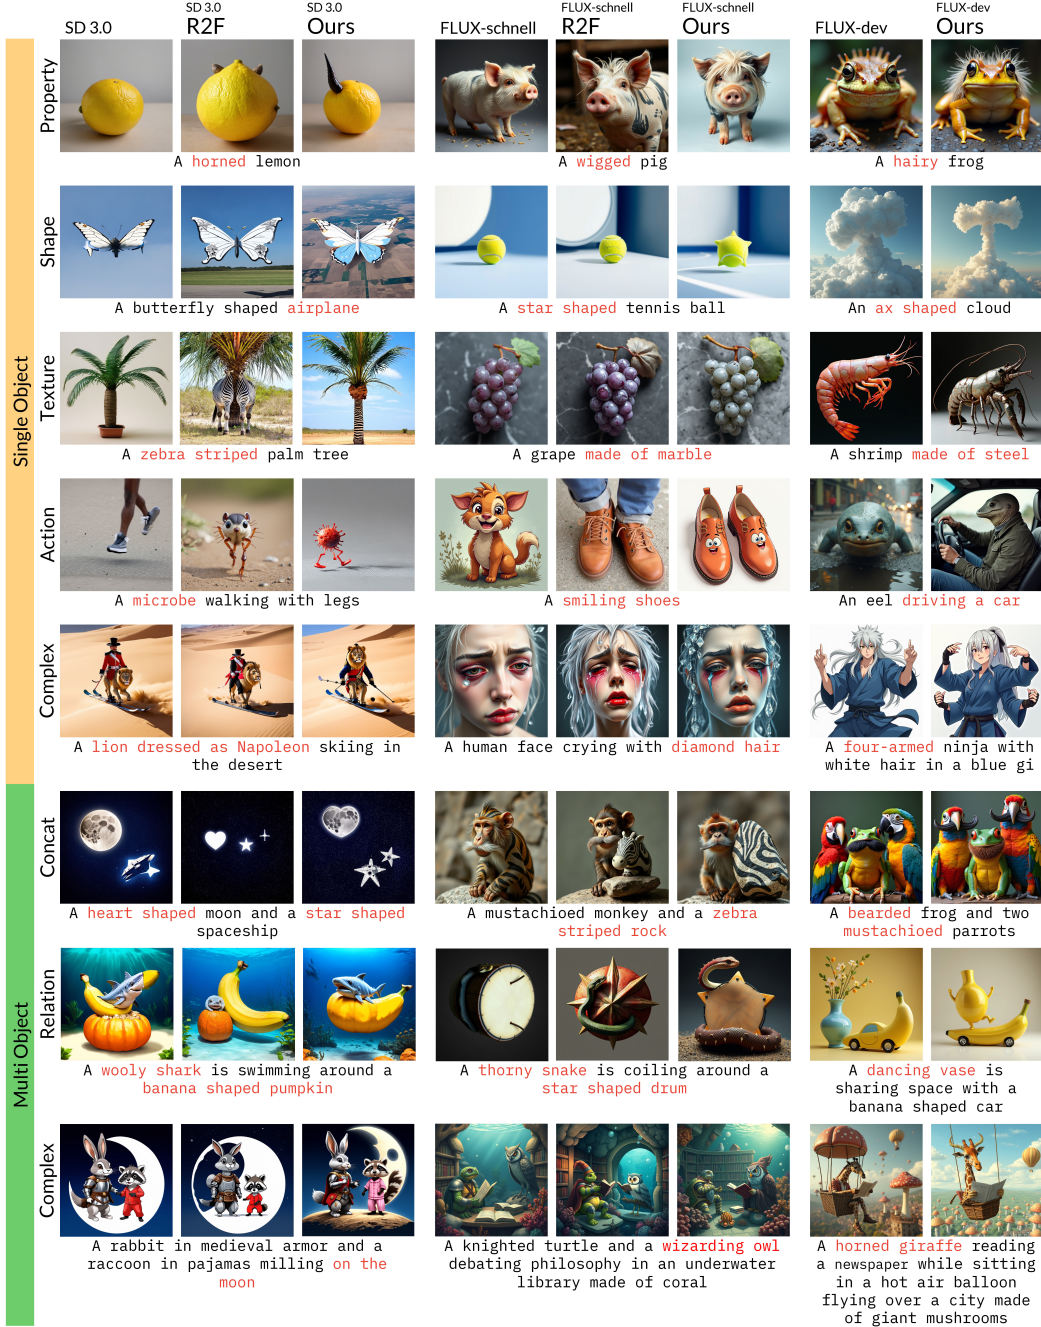 SD 3.0
SD 3.0
R2F
SD 3.0
Ours
FLUX-schnell
FLUX-schnell
R2F
FLUX-schnell
Ours
FLUX-dev
FLUX-dev
Ours
Single Object
Property
A horned lemon
A wigged pig
A hairy frog
Shape
A butterfly shaped airplane
A star shaped tennis ball
An ax shaped cloud
Texture
A zebra striped palm tree
A grape made of marble
A shrimp made of steel
Action
A microbe walking with legs
A smiling shoes
An eel driving a car
Complex
A lion dressed as Napoleon skiing in
the desert
A human face crying with diamond hair
A four-armed ninja with
white hair in a blue gi
Multi Object
Concat
A heart shaped moon and a star shaped
spaceship
A mustachioed monkey and a zebra
striped rock
A bearded frog and two
mustachioed parrots
Relation
A wooly shark is swimming around a
banana shaped pumpkin
A thorny snake is coiling around a
star shaped drum
A dancing vase is
sharing space with a
banana shaped car
Complex
A rabbit in medieval armor and a
raccoon in pajamas milling on the
moon
A knighted turtle and a wizarding owl
debating philosophy in an underwater
library made of coral
A horned giraffe reading
a newspaper while sitting
in a hot air balloon
flying over a city made
of giant mushrooms